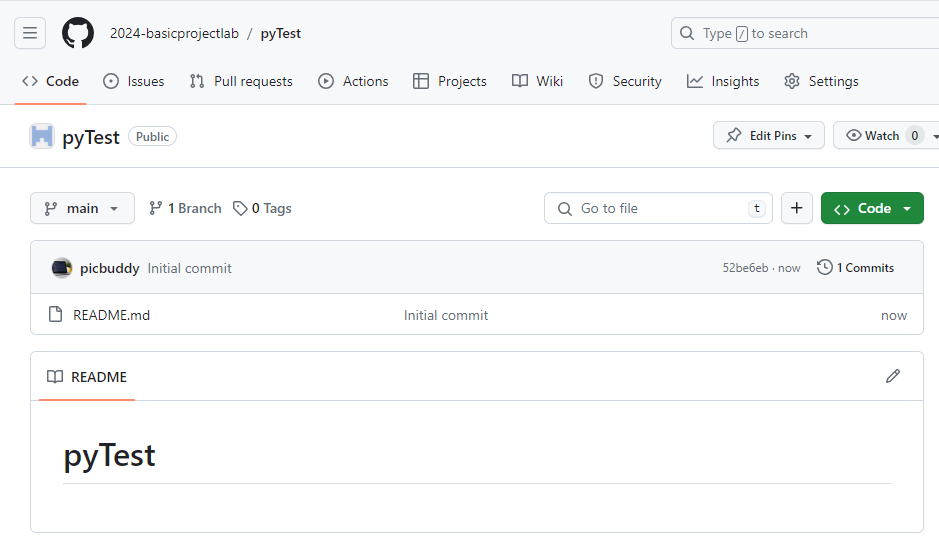 2024-basicprojectlab / pyTest
Type / to search
Code Issues Pull requests Actions Projects Wiki Security Insights Settings
pyTest Public
Edit Pins Watch 0
main 1 Branch 0 Tags
Go to file t + Code
picbuddy Initial commit 52be6eb · now 1 Commits
README.md Initial commit now
README
pyTest